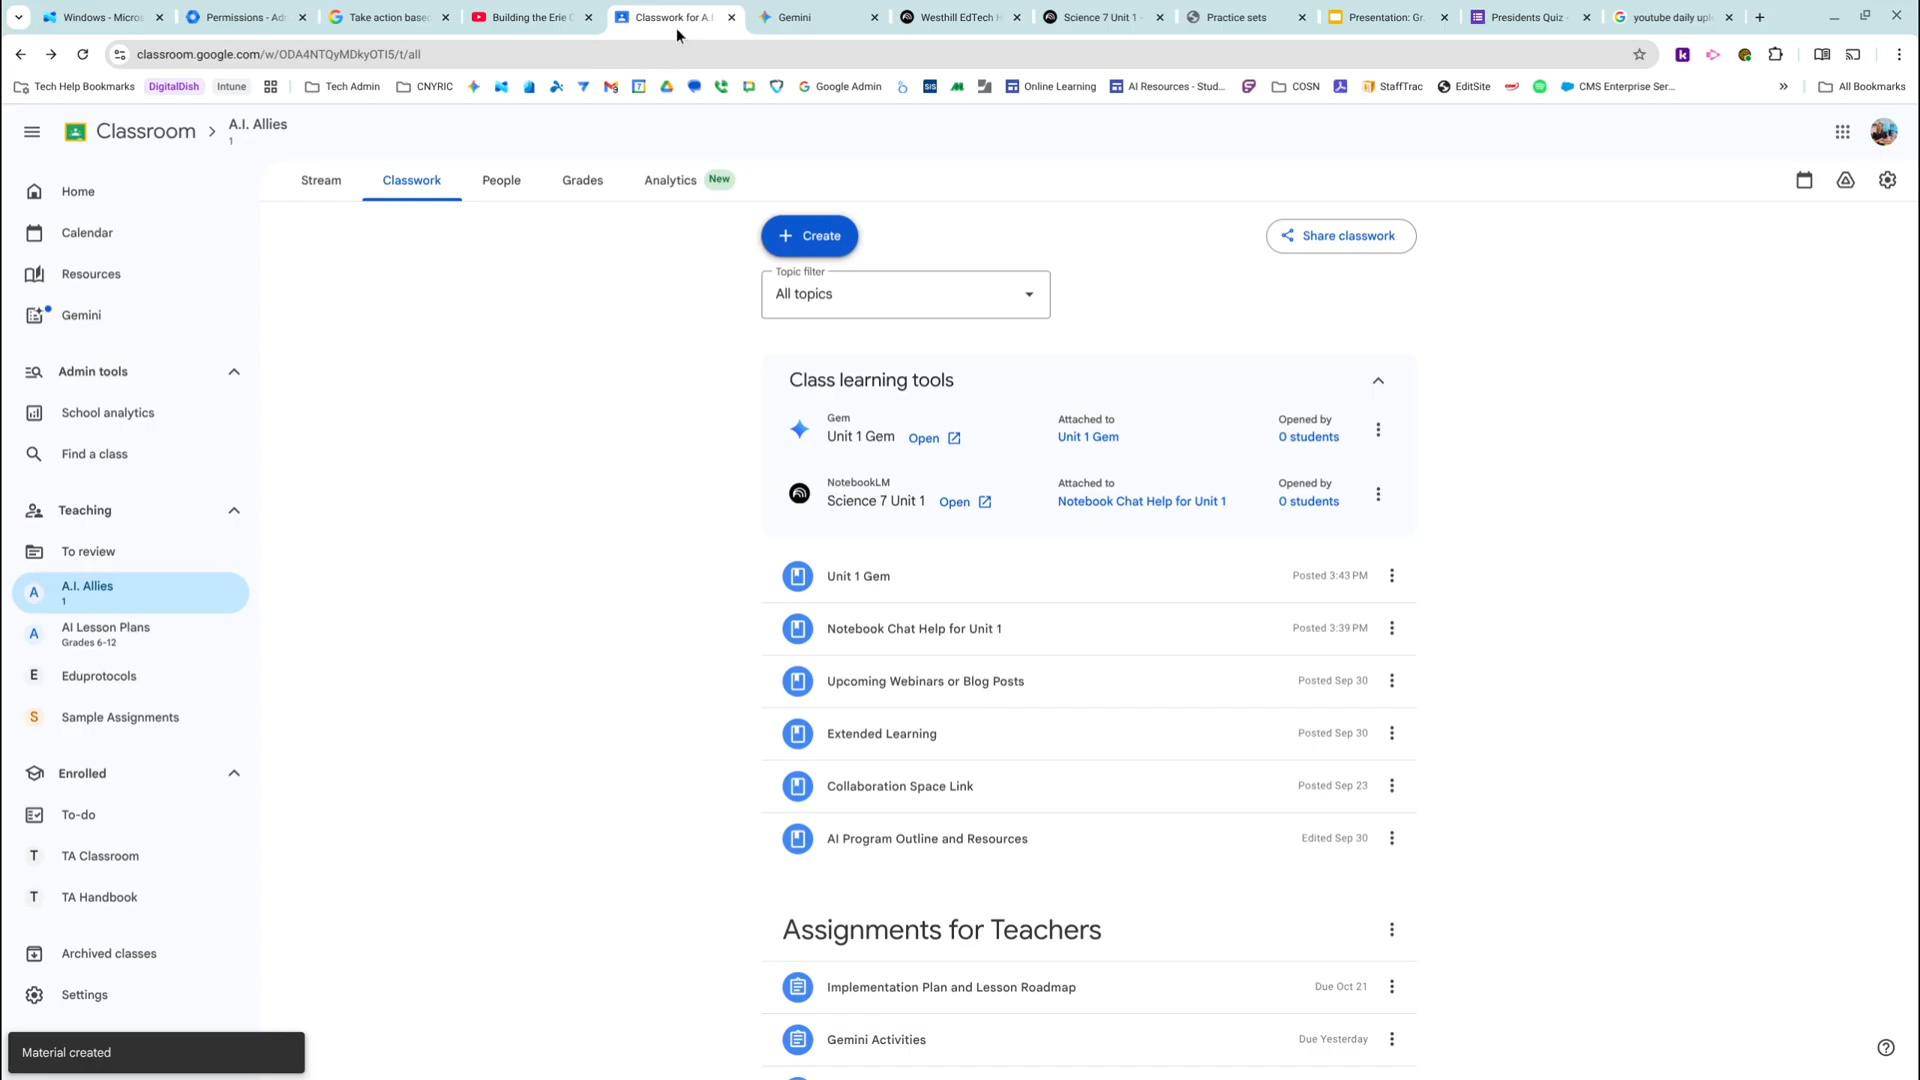 Windows - Micros
Permissions - Adm
Take action based
Building the Erie C
Classwork for A.I.
Gemini
Westhill EdTech H
Science 7 Unit 1 -
Practice sets
Presentation: Gr.
Presidents Quiz -
youtube daily upl
classroom.google.com/w/ODA4NTQyMDkyOTI5/t/all
Tech Help Bookmarks
DigitalDish
Intune
Tech Admin
CNYRIC
Google Admin
SIS
Online Learning
AI Resources - Stud...
COSN
StaffTrac
EditSite
CMS Enterprise Ser...
All Bookmarks
Classroom
A.I. Allies
1
Home
Calendar
Resources
Gemini
Admin tools
School analytics
Find a class
Teaching
To review
A
A.I. Allies
1
A
AI Lesson Plans
Grades 6-12
E
Eduprotocols
S
Sample Assignments
Enrolled
To-do
T
TA Classroom
T
TA Handbook
Archived classes
Settings
Material created
Stream
Classwork
People
Grades
Analytics
New
Create
Share classwork
Topic filter
All topics
Class learning tools
Gem
Unit 1 Gem
Open
Attached to
Unit 1 Gem
Opened by
0 students
NotebookLM
Science 7 Unit 1
Open
Attached to
Notebook Chat Help for Unit 1
Opened by
0 students
Unit 1 Gem
Posted 3:43 PM
Notebook Chat Help for Unit 1
Posted 3:39 PM
Upcoming Webinars or Blog Posts
Posted Sep 30
Extended Learning
Posted Sep 30
Collaboration Space Link
Posted Sep 23
AI Program Outline and Resources
Edited Sep 30
Assignments for Teachers
Implementation Plan and Lesson Roadmap
Due Oct 21
Gemini Activities
Due Yesterday